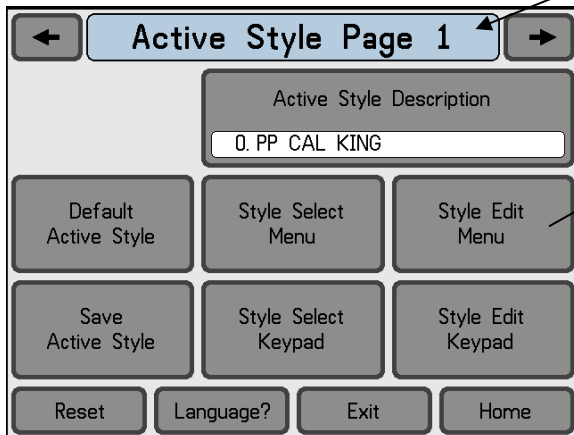 Active Style Page 1
Active Style Description
0. PP CAL KING
Default
Active Style
Style Select
Menu
Style Edit
Menu
Save
Active Style
Style Select
Keypad
Style Edit
Keypad
Reset
Language?
Exit
Home